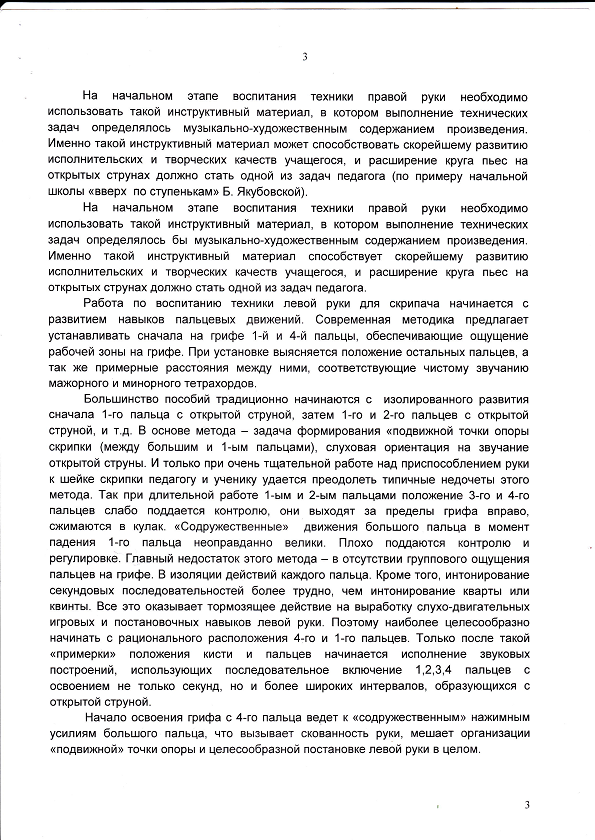 3
На начальном этапе воспитания техники правой руки необходимо
использовать такой инструктивный материал, в котором выполнение технических
задач определялось музыкально-художественным содержанием произведения.
Именно такой инструктивный материал может способствовать скорейшему развитию
исполнительских и творческих качеств учащегося, и расширение круга пьес на
открытых струнах должно стать одной из задач педагога (по примеру начальной
школы «вверх по ступенькам» Б. Якубовской).
На начальном этапе воспитания техники правой руки необходимо
использовать такой инструктивный материал, в котором выполнение технических
задач определялось бы музыкально-художественным содержанием произведения.
Именно такой инструктивный материал способствует скорейшему развитию
исполнительских и творческих качеств учащегося, и расширение круга пьес на
открытых струнах должно стать одной из задач педагога.
Работа по воспитанию техники левой руки для скрипача начинается с
развитием навыков пальцевых движений. Современная методика предлагает
устанавливать сначала на грифе 1-й и 4-й пальцы, обеспечивающие ощущение
рабочей зоны на грифе. При установке выясняется положение остальных пальцев, а
так же примерные расстояния между ними, соответствующие чистому звучанию
мажорного и минорного тетрахордов.
Большинство пособий традиционно начинаются с изолированного развития
сначала 1-го пальца с открытой струной, затем 1-го и 2-го пальцев с открытой
струной, и т.д. В основе метода – задача формирования «подвижной точки опоры
скрипки (между большим и 1-ым пальцами), слуховая ориентация на звучание
открытой струны. И только при очень тщательной работе над приспособлением руки
к шейке скрипки педагогу и ученику удается преодолеть типичные недочеты этого
метода. Так при длительной работе 1-ым и 2-ым пальцами положение 3-го и 4-го
пальцев слабо поддается контролю, они выходят за пределы грифа вправо,
сжимаются в кулак. «Содружественные» движения большого пальца в момент
падения 1-го пальца неоправданно велики. Плохо поддаются контролю и
регулировке. Главный недостаток этого метода – в отсутствии группового ощущения
пальцев на грифе. В изоляции действий каждого пальца. Кроме того, интонирование
секундовых последовательностей более трудно, чем интонирование кварты или
квинты. Все это оказывает тормозящее действие на выработку слухо-двигательных
игровых и постановочных навыков левой руки. Поэтому наиболее целесообразно
начинать с рационального расположения 4-го и 1-го пальцев. Только после такой
«примерки» положения кисти и пальцев начинается исполнение звуковых
построений, использующих последовательное включение 1,2,3,4 пальцев с
освоением не только секунд, но и более широких интервалов, образующихся с
открытой струной.
Начало освоения грифа с 4-го пальца ведет к «содружественным» нажимным
усилиям большого пальца, что вызывает скованность руки, мешает организации
«подвижной» точки опоры и целесообразной постановке левой руки в целом.
3